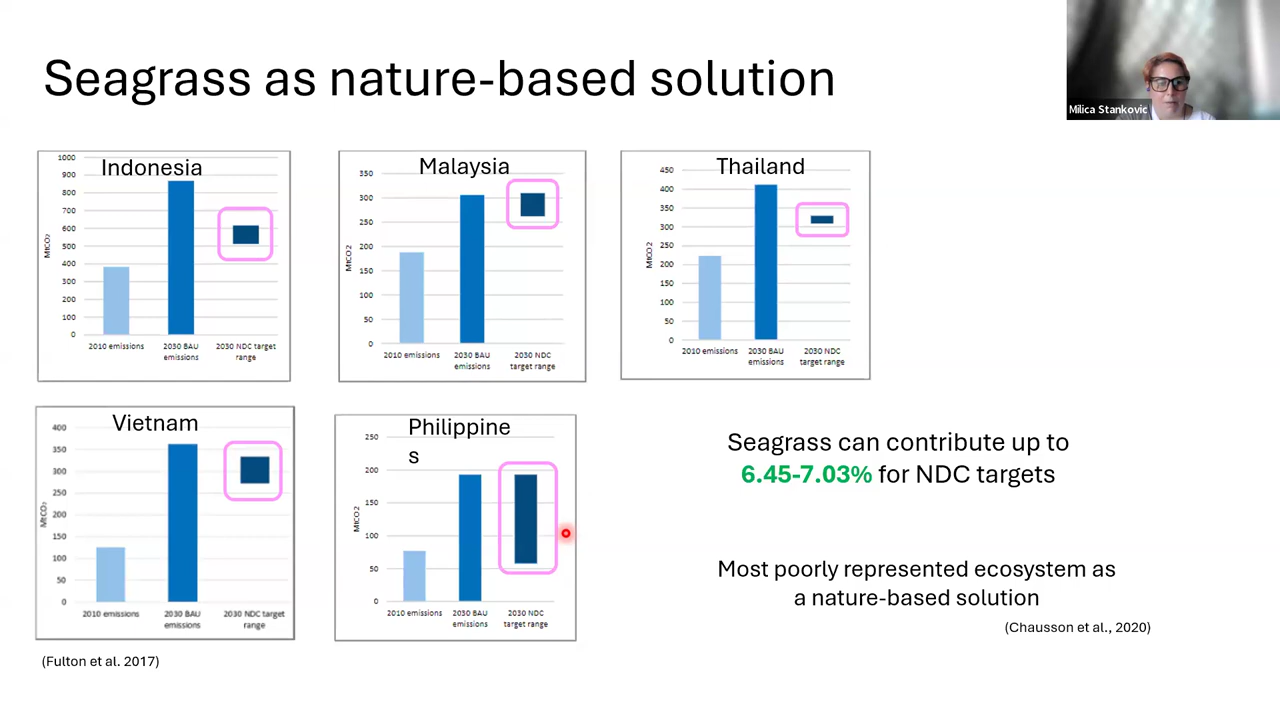 Seagrass as nature-based solution
Milica Stankovic
Indonesia
1000
900
800
700
600
500
400
300
200
100
0
MtCO₂
2010 emissions
2030 BAU
emissions
2030 NDC target
range
Malaysia
350
300
250
200
150
100
50
0
MtCO2
2010 emissions
2030 BAU
emissions
2030 NDC
target range
Thailand
450
400
350
300
250
200
150
100
50
0
MtCO2
2010 emissions
2030 BAU
emissions
2030 NDC
target range
Vietnam
400
350
300
250
200
150
100
50
0
MtCO₂
2010 emissions
2030 BAU
emissions
2030 NDC target
range
Philippine
s
250
200
150
100
50
0
MtCO2
2010 emissions
2030 BAU
emissions
2030 NDC
target range
Seagrass can contribute up to
6.45-7.03% for NDC targets
Most poorly represented ecosystem as
a nature-based solution
(Chausson et al., 2020)
(Fulton et al. 2017)